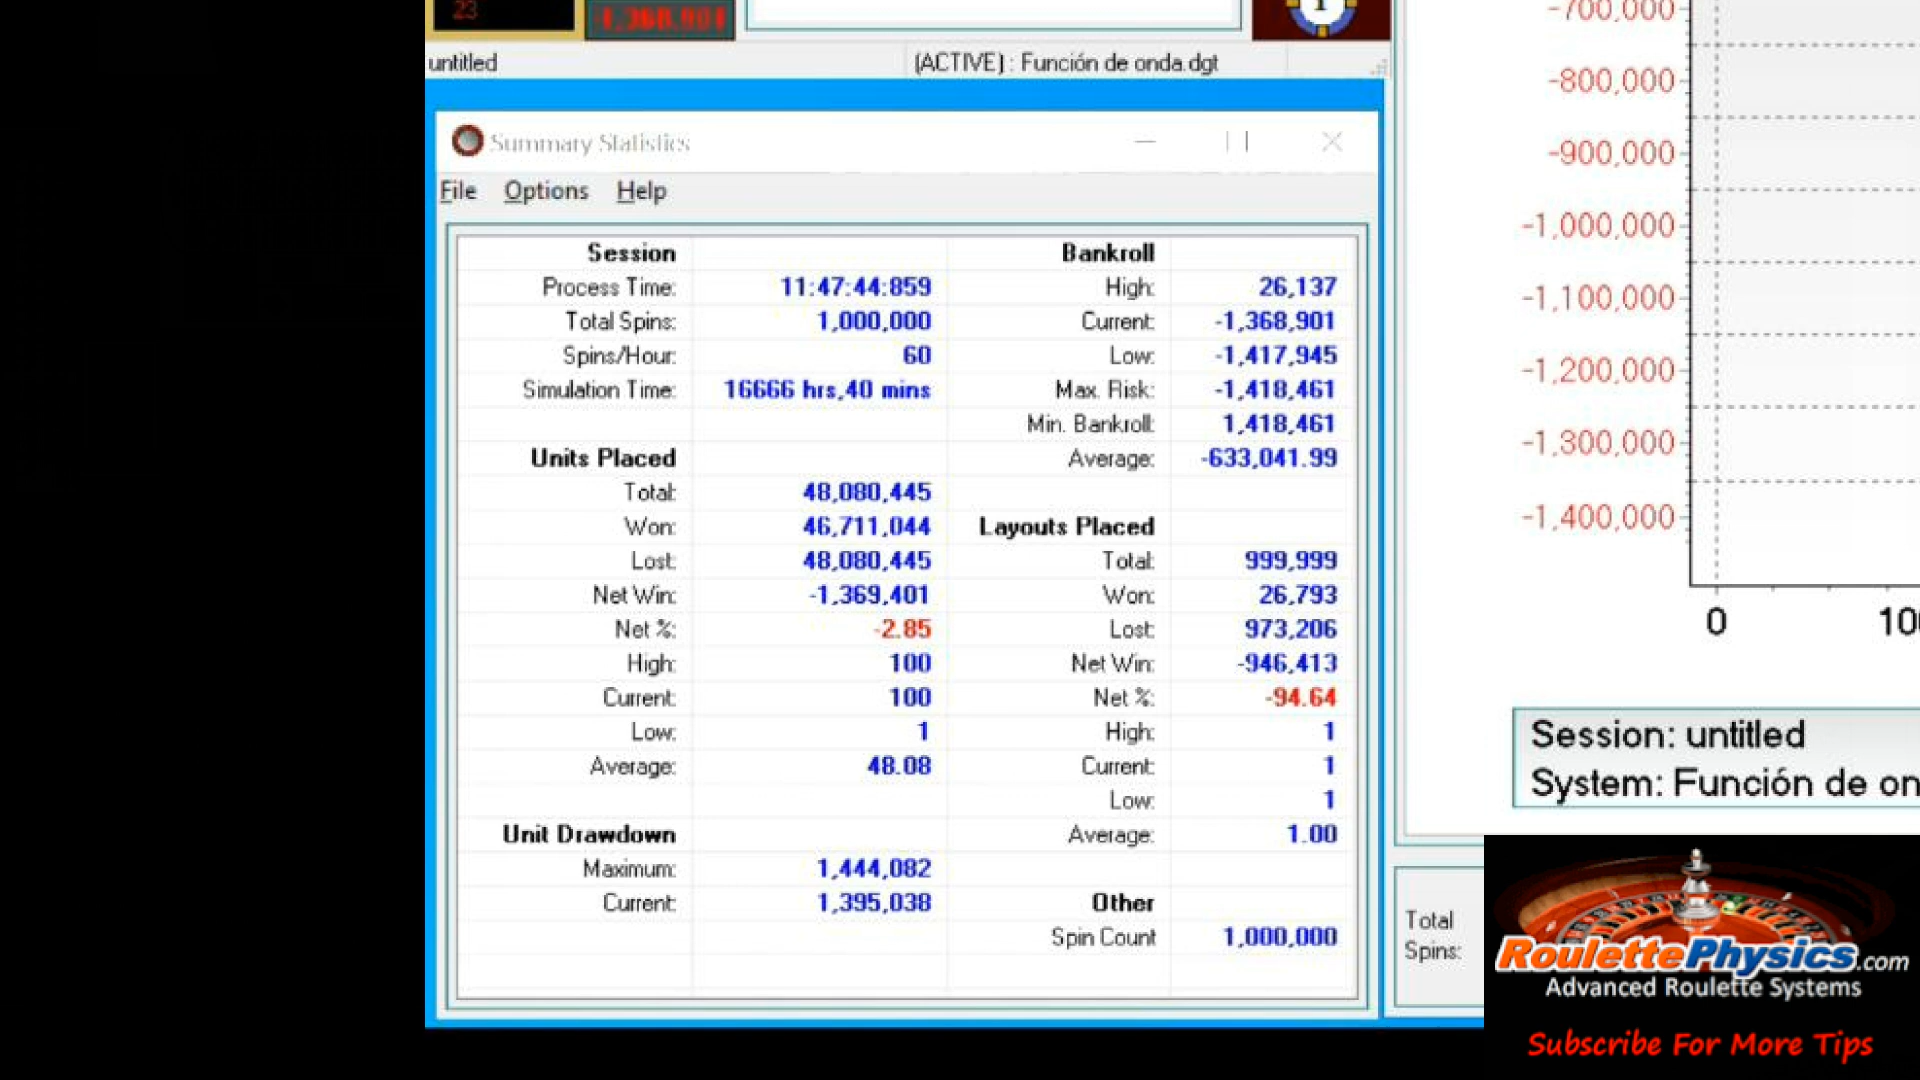 23
-1,368,901
untitled
(ACTIVE) : Función de onda.dgt
Summary Statistics
File Options Help
Session
Process Time: 11:47:44:859
Total Spins: 1,000,000
Spins/Hour: 60
Simulation Time: 16666 hrs,40 mins
Units Placed
Total: 48,080,445
Won: 46,711,044
Lost: 48,080,445
Net Win: -1,369,401
Net %: -2.85
High: 100
Current: 100
Low: 1
Average: 48.08
Unit Drawdown
Maximum: 1,444,082
Current: 1,395,038
Bankroll
High: 26,137
Current: -1,368,901
Low: -1,417,945
Max. Risk: -1,418,461
Min. Bankroll: 1,418,461
Average: -633,041.99
Layouts Placed
Total: 999,999
Won: 26,793
Lost: 973,206
Net Win: -946,413
Net %: -94.64
High: 1
Current: 1
Low: 1
Average: 1.00
Other
Spin Count 1,000,000
-700,000
-800,000
-900,000
-1,000,000
-1,100,000
-1,200,000
-1,300,000
-1,400,000
0
Session: untitled
System: Función de on
Total
Spins:
RoulettePhysics.com
Advanced Roulette Systems
Subscribe For More Tips